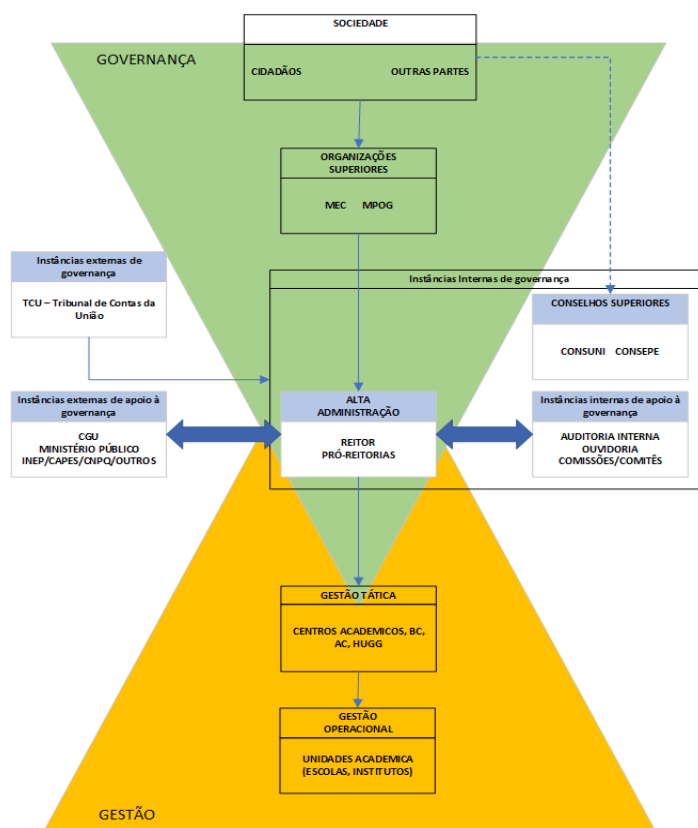 SOCIEDADE
GOVERNANÇA
CIDADÃOS OUTRAS PARTES
ORGANIZAÇÕES
SUPERIORES
MEC MPOG
Instâncias externas de
governança
TCU – Tribunal de Contas da
União
Instâncias Internas de governança
CONSELHOS SUPERIORES
CONSUNI CONSEPE
Instâncias externas de apoio à
governança
CGU
MINISTÉRIO PÚBLICO
INEP/CAPES/CNPQ/OUTROS
ALTA
ADMINISTRAÇÃO
REITOR
PRÓ-REITORIAS
Instâncias internas de apoio à
governança
AUDITORIA INTERNA
OUVIDORIA
COMISSÕES/COMITÊS
GESTÃO TÁTICA
CENTROS ACADEMICOS, BC,
AC, HUGG
GESTÃO
OPERACIONAL
UNIDADES ACADEMICA
(ESCOLAS, INSTITUTOS)
GESTÃO